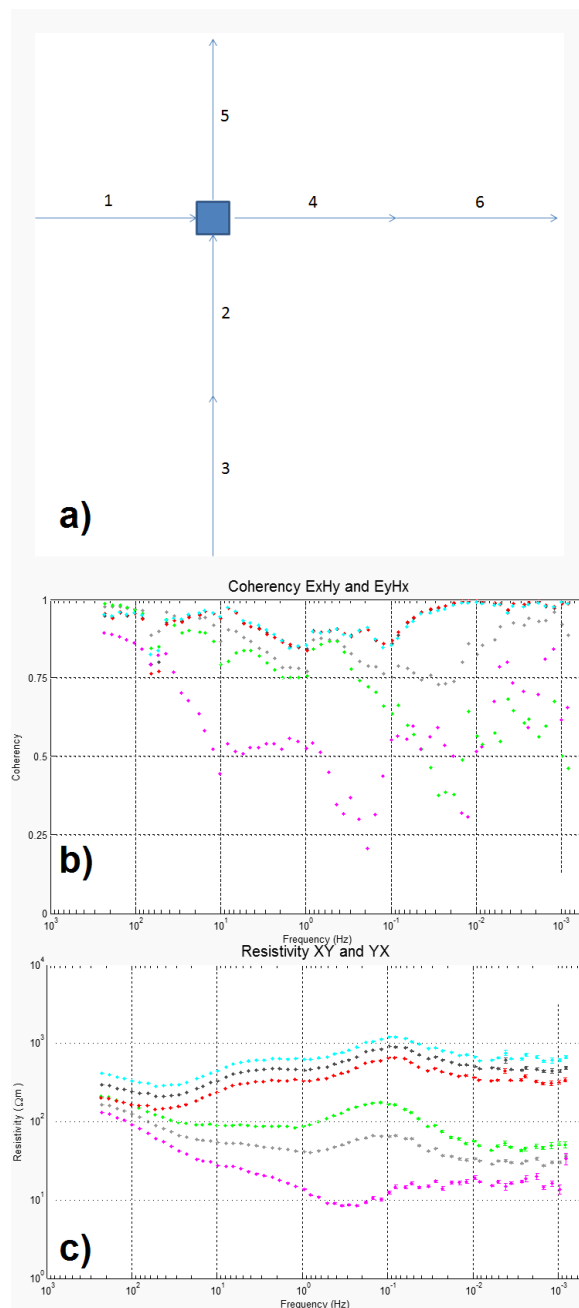 5
1 4 6
2
3
a)
Coherency ExHy and EyHx
1
0.75
Coherency
0.5
0.25
b)
0
10³ 10² 10¹ 10⁰ 10⁻¹ 10⁻² 10⁻³
Frequency (Hz)
Resistivity XY and YX
10⁴
10³
Resistivity (Ωm)
10²
10¹
c)
10⁰
10³ 10² 10¹ 10⁰ 10⁻¹ 10⁻² 10⁻³
Frequency (Hz)